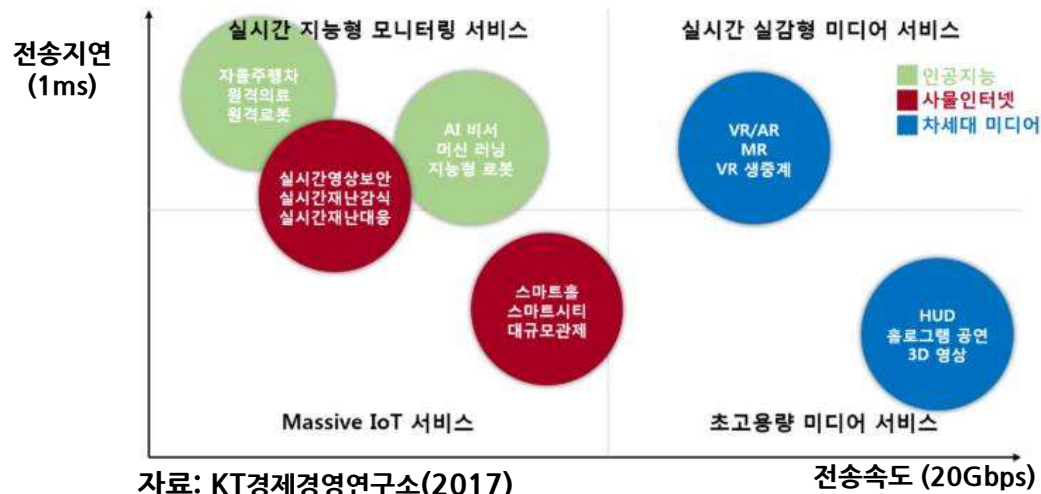 전송지연
(1ms)
실시간 지능형 모니터링 서비스
실시간 실감형 미디어 서비스
인공지능
사물인터넷
차세대 미디어
자율주행차
원격의료
원격로봇
AI 비서
머신 러닝
지능형 로봇
VR/AR
MR
VR 생중계
실시간영상보안
실시간재난감식
실시간재난대응
스마트홈
스마트시티
대규모관제
HUD
홀로그램 공연
3D 영상
Massive IoT 서비스
초고용량 미디어 서비스
자료: KT경제경영연구소(2017)
전송속도 (20Gbps)